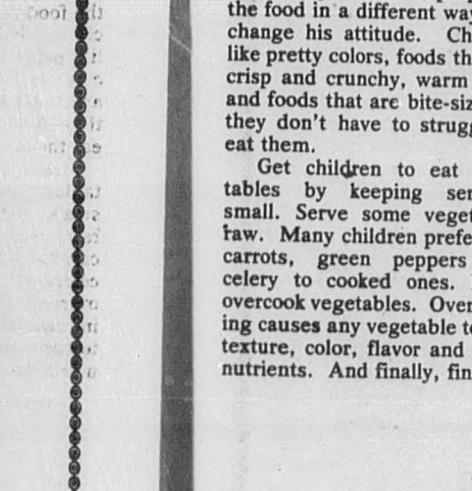 the food in a different way
change his attitude. Ch
like pretty colors, foods th
crisp and crunchy, warm
and foods that are bite-siz
they don't have to strugg
eat them.
Get children to eat
tables by keeping ser
small. Serve some veget
raw. Many children prefe
carrots, green peppers
celery to cooked ones.
overcook vegetables. Over
ing causes any vegetable to
texture, color, flavor and
nutrients. And finally, fin